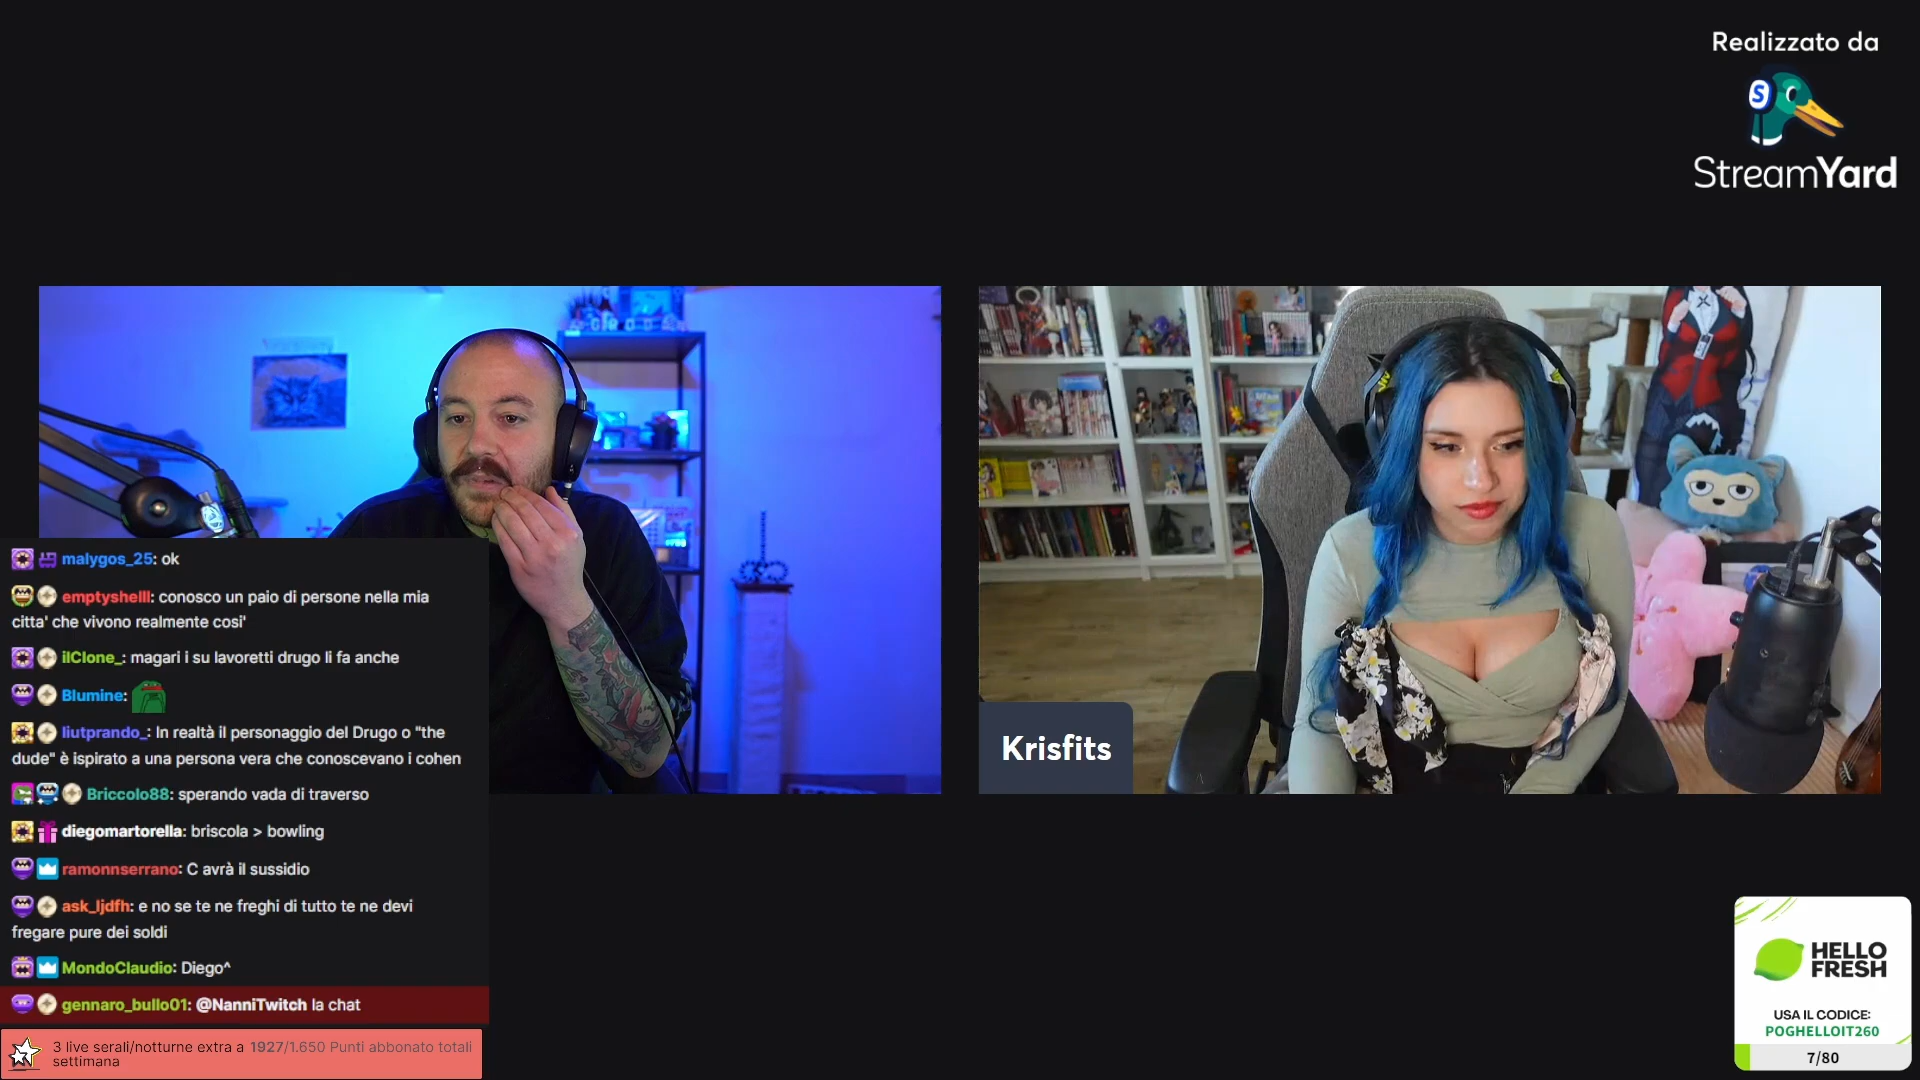 Realizzato da
StreamYard
Krisfits
malygos_25: ok
emptyshelll: conosco un paio di persone nella mia
citta' che vivono realmente cosi'
ilClone_: magari i su lavoretti drugo li fa anche
Blumine:
liutprando_: In realtà il personaggio del Drugo o "the
dude" è ispirato a una persona vera che conoscevano i cohen
Briccolo88: sperando vada di traverso
diegomartorella: briscola > bowling
ramonnserrano: C avrà il sussidio
ask_ljdfh: e no se te ne freghi di tutto te ne devi
fregare pure dei soldi
MondoClaudio: Diego^
gennaro_bullo01: @NanniTwitch la chat
3 live serali/notturne extra a
settimana
1927/1.650 Punti abbonato totali
HELLO
FRESH
USA IL CODICE:
POGHELLOIT260
7/80